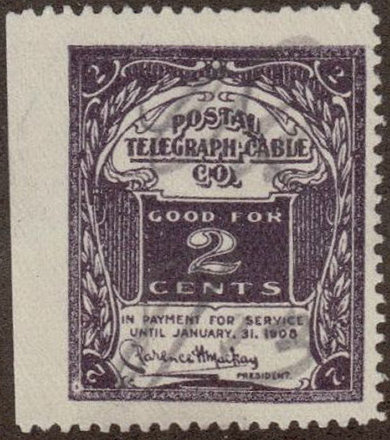 2 2
POSTAL
TELEGRAPH-CABLE
CO.
GOOD FOR
2
CENTS
IN PAYMENT FOR SERVICE
UNTIL JANUARY. 31. 1908
Clarence H Mackay
PRESIDENT.
2 2